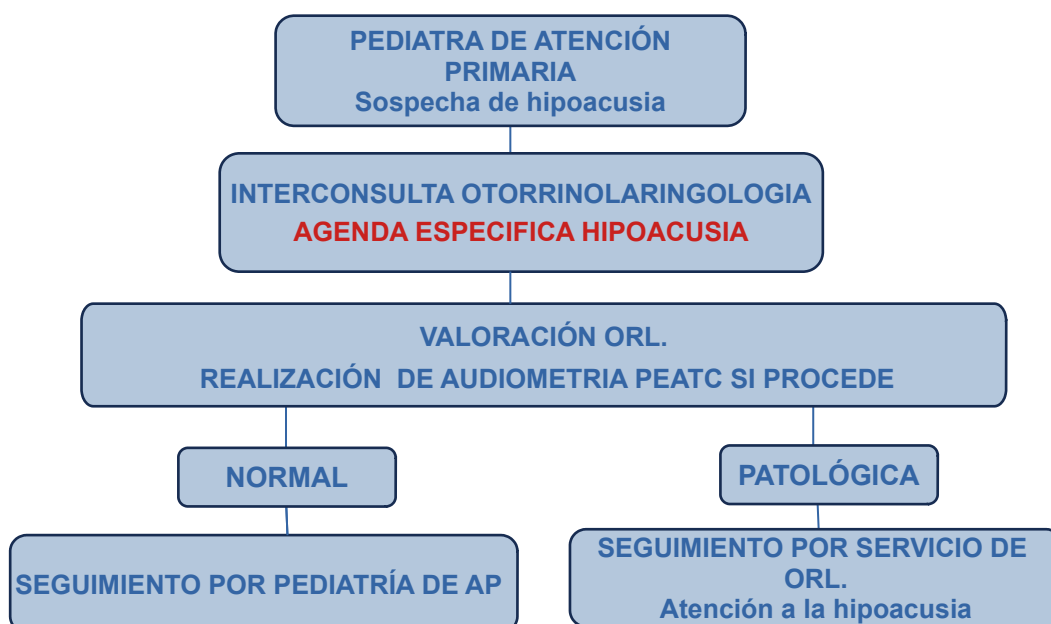 PEDIATRA DE ATENCIÓN
PRIMARIA
Sospecha de hipoacusia
INTERCONSULTA OTORRINOLARINGOLOGIA
AGENDA ESPECIFICA HIPOACUSIA
VALORACIÓN ORL.
REALIZACIÓN DE AUDIOMETRIA PEATC SI PROCEDE
NORMAL
PATOLÓGICA
SEGUIMIENTO POR PEDIATRÍA DE AP
SEGUIMIENTO POR SERVICIO DE
ORL.
Atención a la hipoacusia